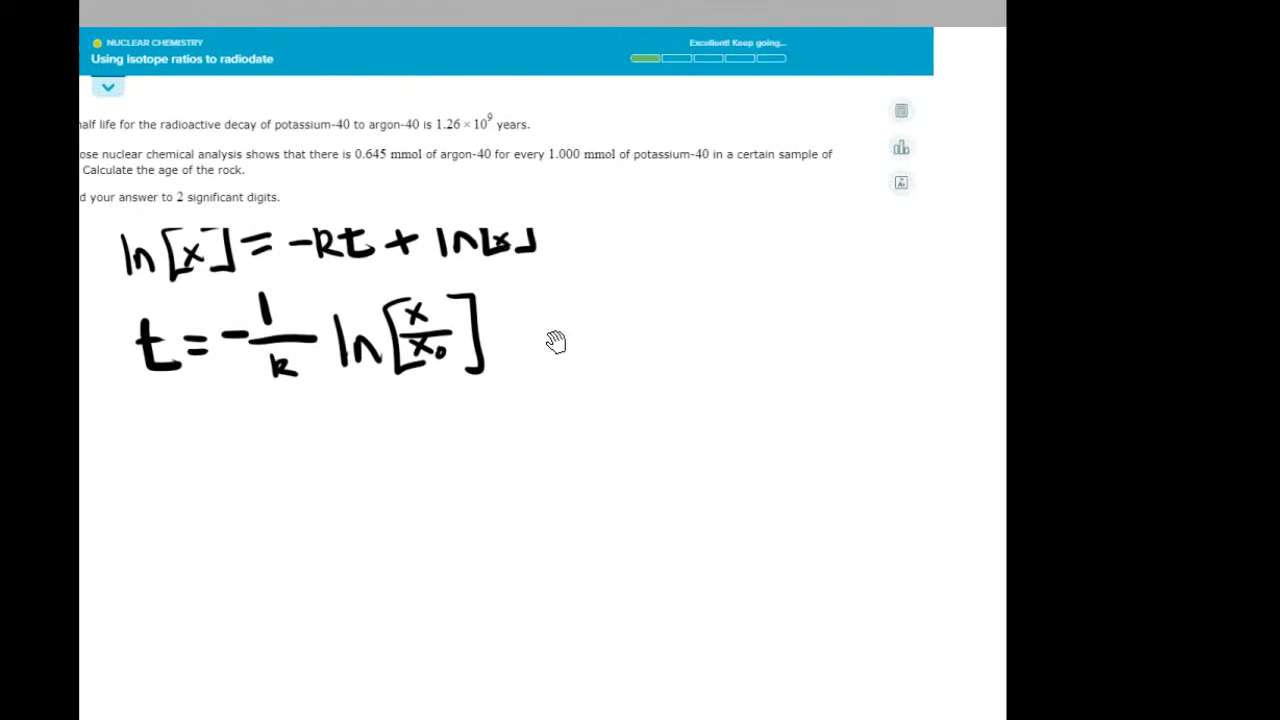 NUCLEAR CHEMISTRY
Excellent! Keep going...
Using isotope ratios to radiodate
half life for the radioactive decay of potassium-40 to argon-40 is 1.26 × 10⁹ years.
ose nuclear chemical analysis shows that there is 0.645 mmol of argon-40 for every 1.000 mmol of potassium-40 in a certain sample of
Calculate the age of the rock.
d your answer to 2 significant digits.
ln[x] = -kt + ln[x]
t = - 1/k ln[x/x₀]